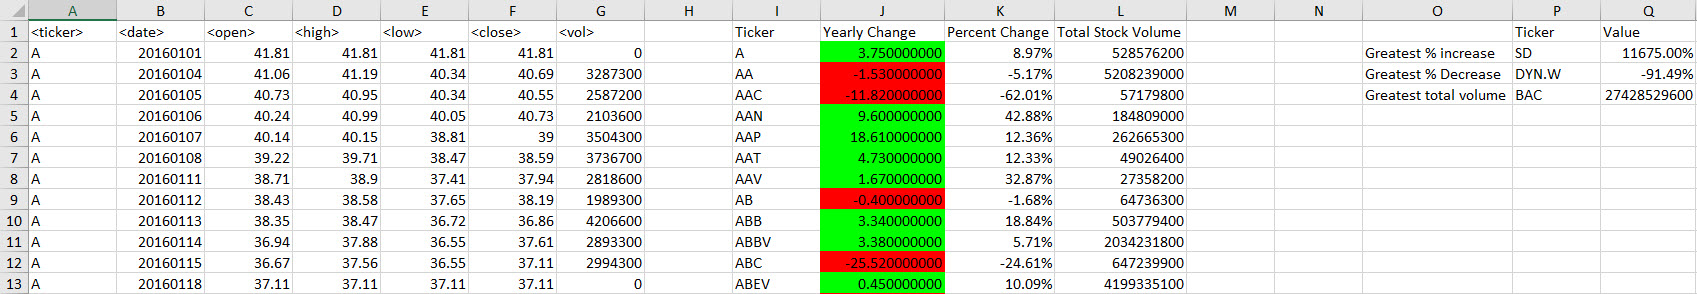 A B C D E F G H I J K L M N O P Q
1 <ticker> <date> <open> <high> <low> <close> <vol> Ticker Yearly Change Percent Change Total Stock Volume Ticker Value
2 A 20160101 41.81 41.81 41.81 41.81 0 A 3.750000000 8.97% 528576200 Greatest % increase SD 11675.00%
3 A 20160104 41.06 41.19 40.34 40.69 3287300 AA -1.530000000 -5.17% 5208239000 Greatest % Decrease DYN.W -91.49%
4 A 20160105 40.73 40.95 40.34 40.55 2587200 AAC -11.820000000 -62.01% 57179800 Greatest total volume BAC 27428529600
5 A 20160106 40.24 40.99 40.05 40.73 2103600 AAN 9.600000000 42.88% 184809000
6 A 20160107 40.14 40.15 38.81 39 3504300 AAP 18.610000000 12.36% 262665300
7 A 20160108 39.22 39.71 38.47 38.59 3736700 AAT 4.730000000 12.33% 49026400
8 A 20160111 38.71 38.9 37.41 37.94 2818600 AAV 1.670000000 32.87% 27358200
9 A 20160112 38.43 38.58 37.65 38.19 1989300 AB -0.400000000 -1.68% 64736300
10 A 20160113 38.35 38.47 36.72 36.86 4206600 ABB 3.340000000 18.84% 503779400
11 A 20160114 36.94 37.88 36.55 37.61 2893300 ABBV 3.380000000 5.71% 2034231800
12 A 20160115 36.67 37.56 36.55 37.11 2994300 ABC -25.520000000 -24.61% 647239900
13 A 20160118 37.11 37.11 37.11 37.11 0 ABEV 0.450000000 10.09% 4199335100